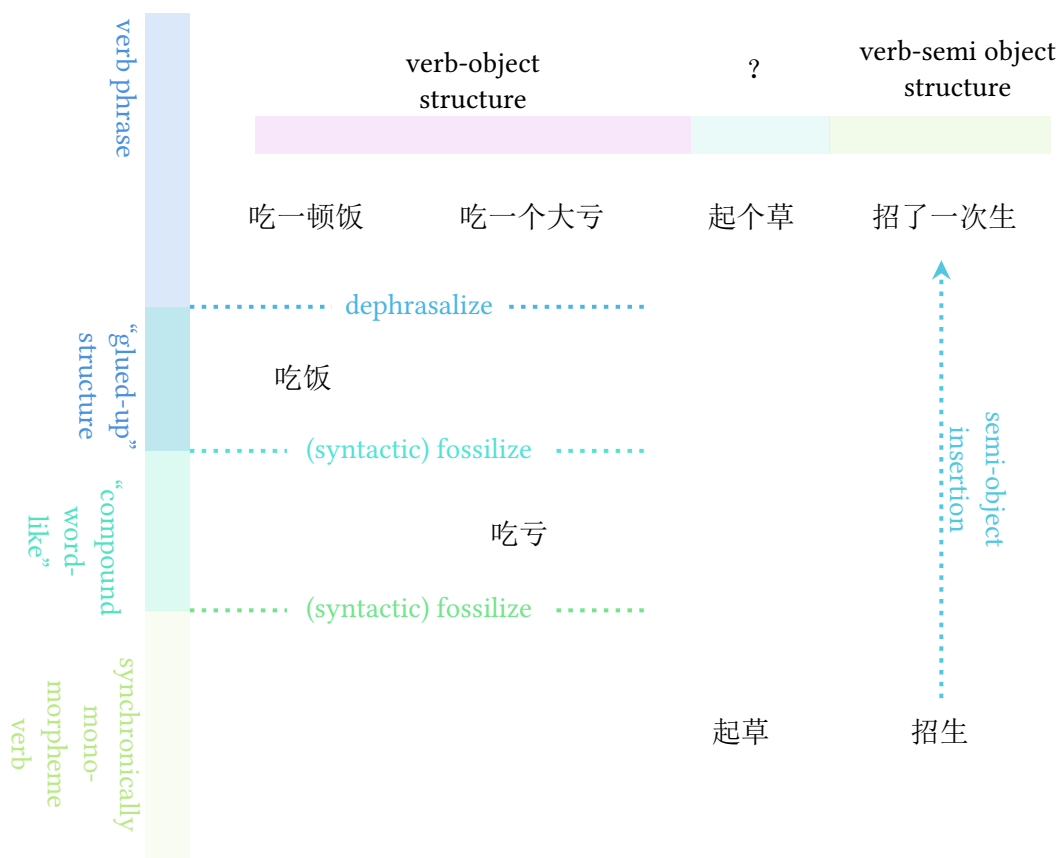 verb phrase
“glued-up”
structure
“compound
word-
like”
synchronically
mono-
morpheme
verb
verb-object
structure
?
verb-semi object
structure
吃一顿饭
吃一个大亏
起个草
招了一次生
dephrasalize
吃饭
(syntactic) fossilize
吃亏
(syntactic) fossilize
起草
招生
semi-object
insertion